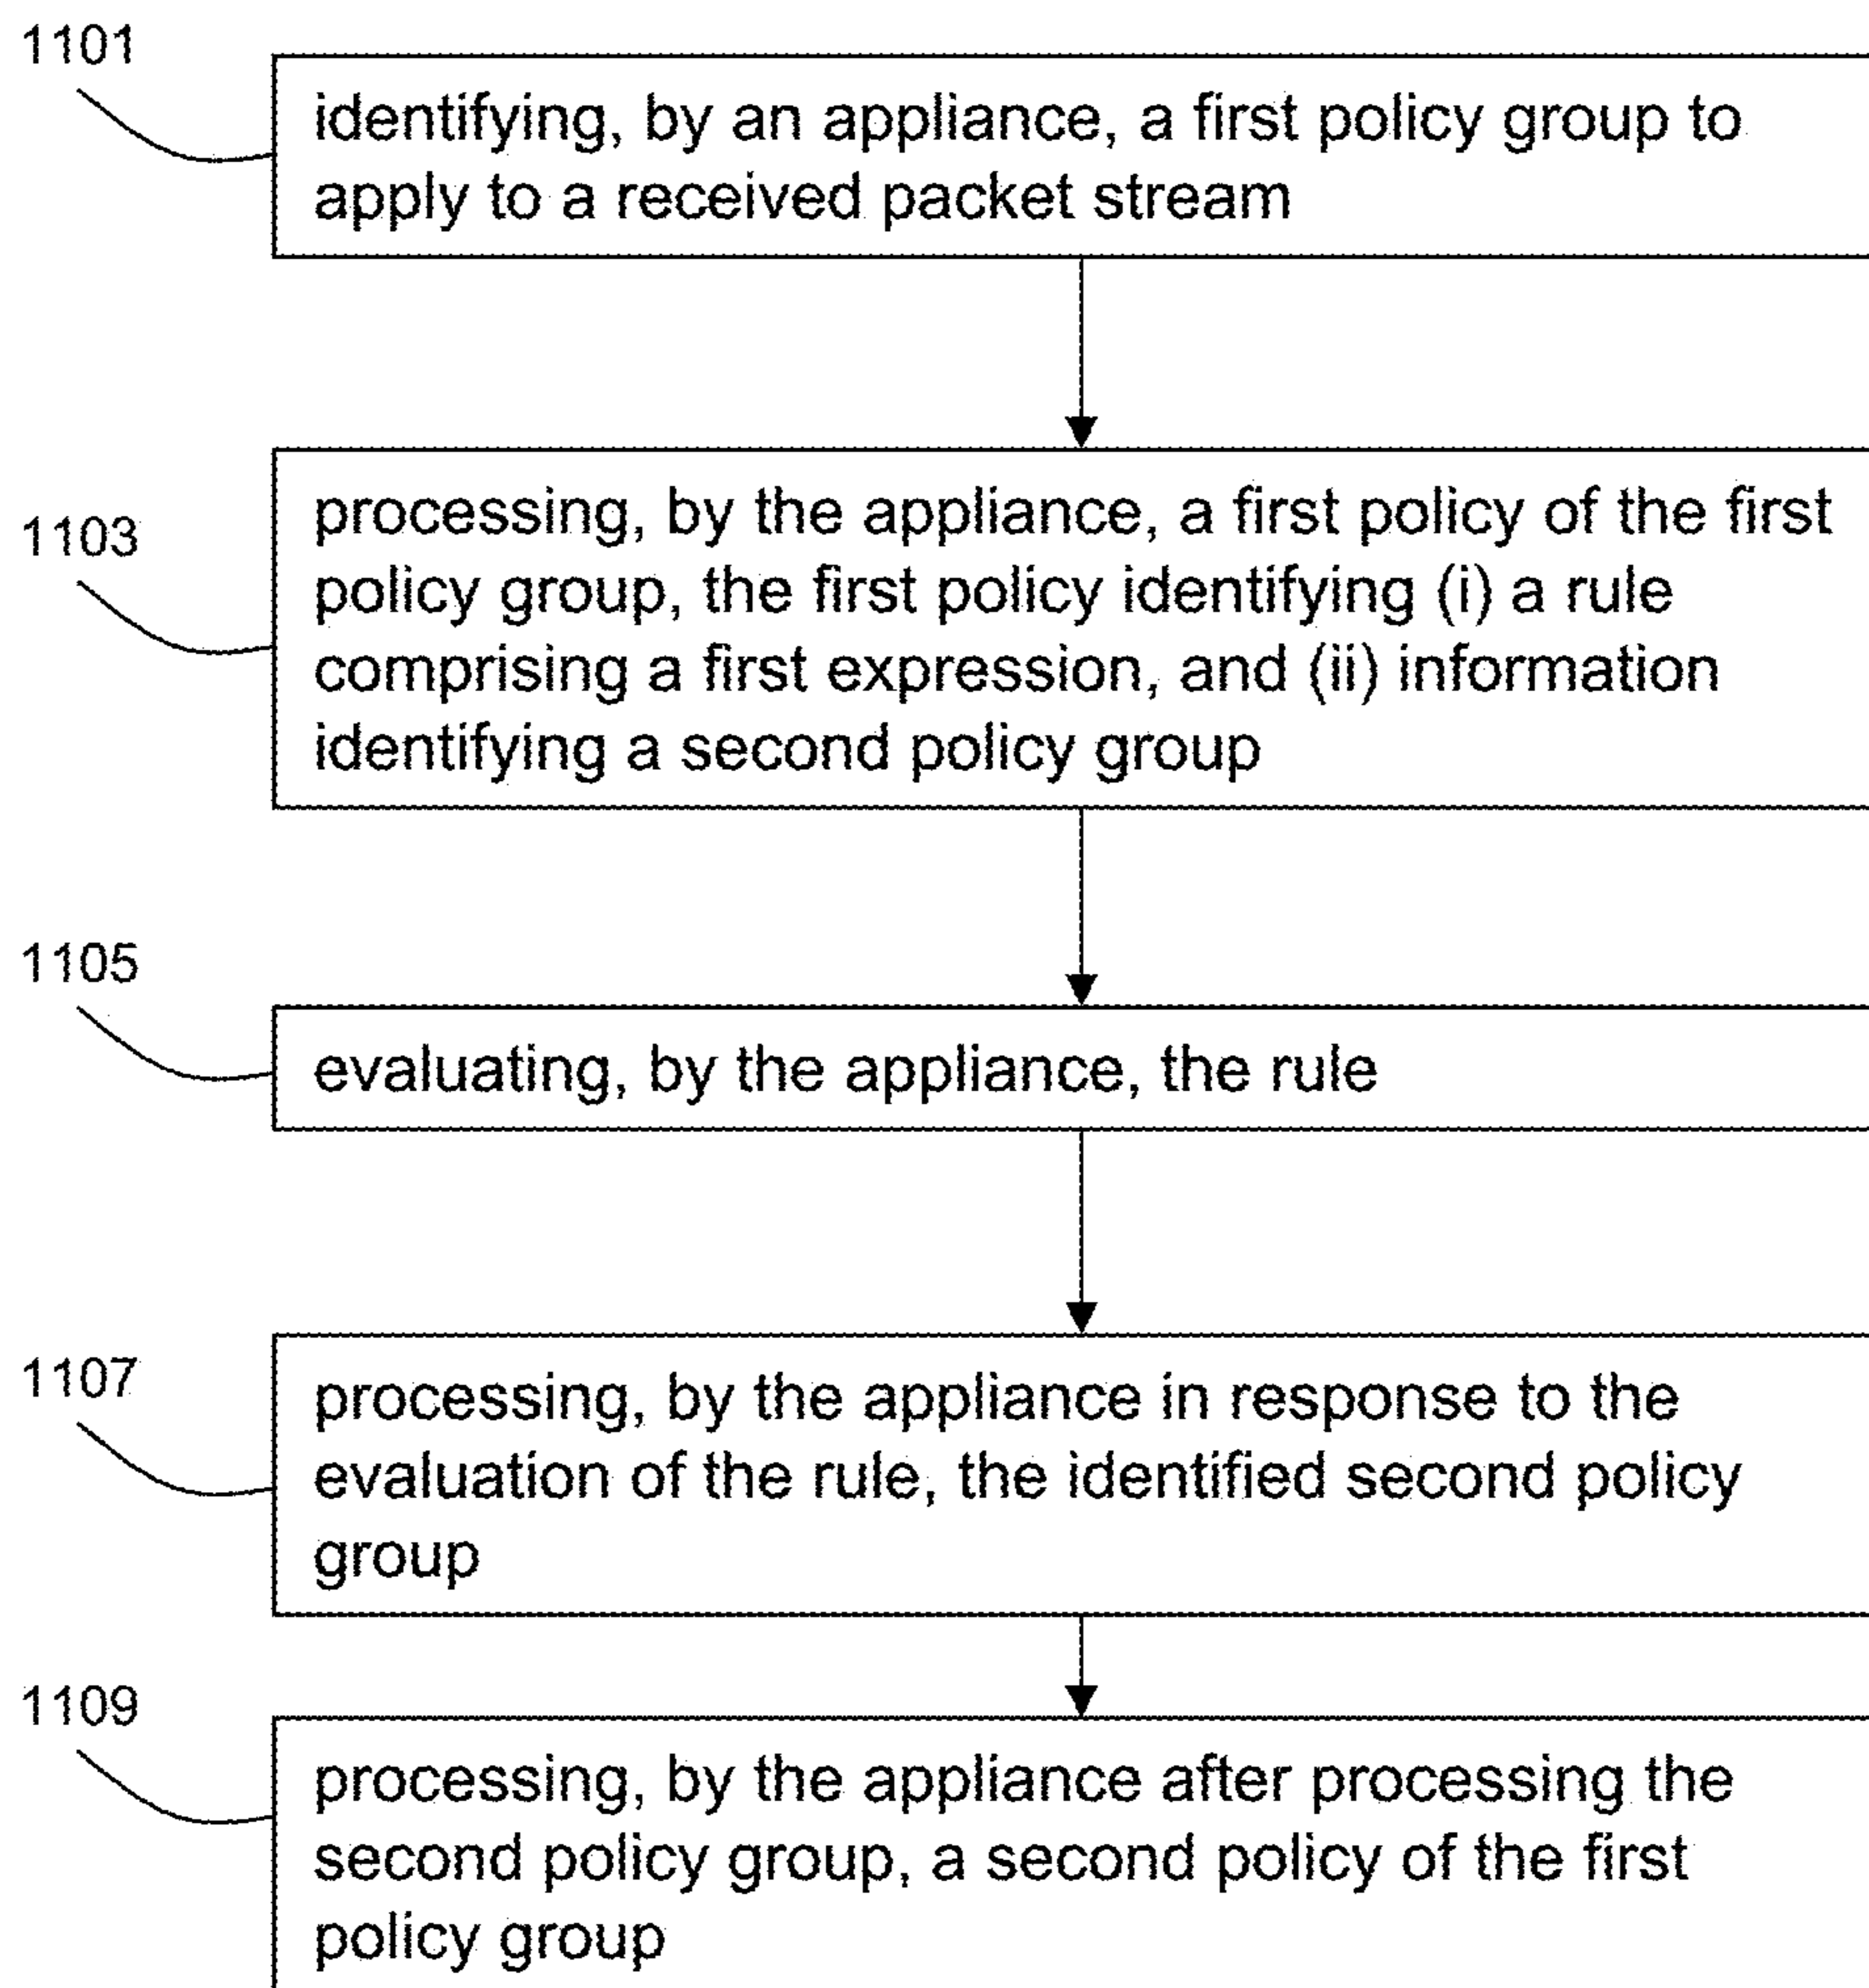 1101
identifying, by an appliance, a first policy group to
apply to a received packet stream
1103
processing, by the appliance, a first policy of the first
policy group, the first policy identifying (i) a rule
comprising a first expression, and (ii) information
identifying a second policy group
1105
evaluating, by the appliance, the rule
1107
processing, by the appliance in response to the
evaluation of the rule, the identified second policy
group
1109
processing, by the appliance after processing the
second policy group, a second policy of the first
policy group